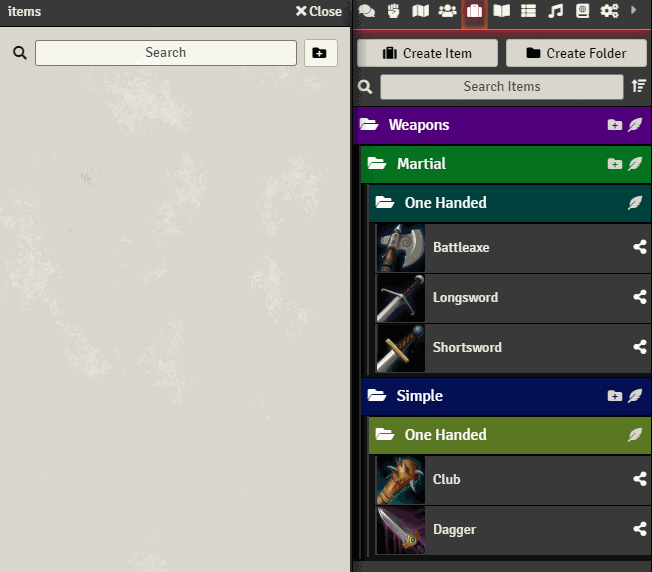 items
Close
Search
Create Item
Create Folder
Search Items
Weapons
Martial
One Handed
Battleaxe
Longsword
Shortsword
Simple
One Handed
Club
Dagger